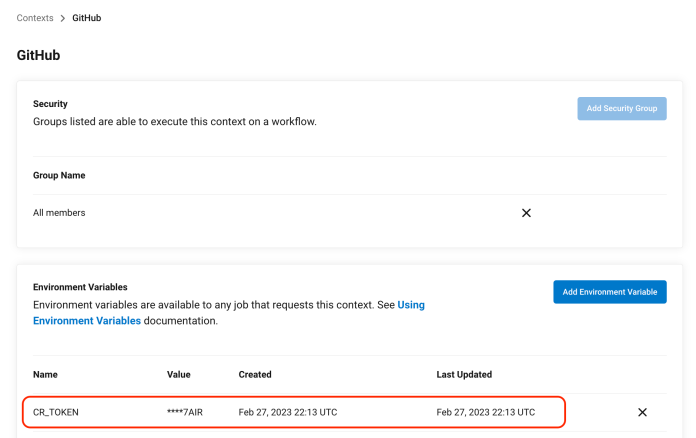 Contexts > GitHub
GitHub
Security
Add Security Group
Groups listed are able to execute this context on a workflow.
Group Name
All members
Environment Variables
Add Environment Variable
Environment variables are available to any job that requests this context. See Using
Environment Variables documentation.
Name Value Created Last Updated
CR_TOKEN ****7AIR Feb 27, 2023 22:13 UTC Feb 27, 2023 22:13 UTC